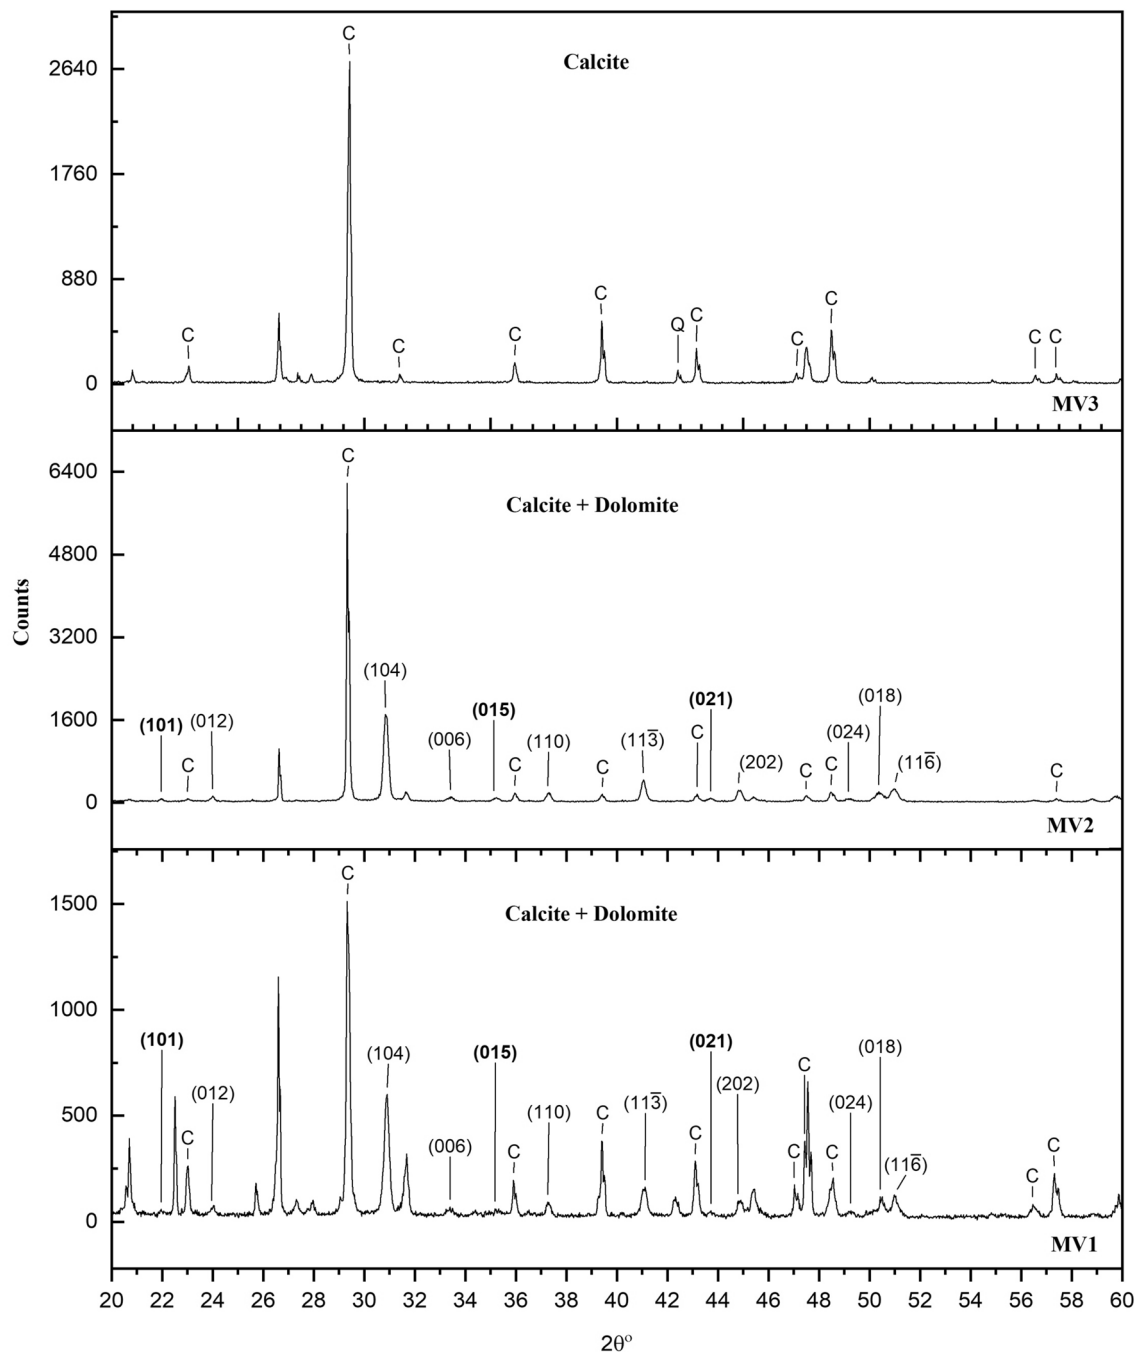 C
Calcite
2640
1760
880
0
C
C
C
C
Q
C
C
C
C
C
MV3
6400
4800
3200
1600
0
C
Calcite + Dolomite
(104)
(101)
(012)
C
(006)
(015)
C
(110)
C
(113̅)
C
(021)
(202)
C
C
(024)
(018)
(116̅)
C
MV2
Counts
1500
1000
500
0
C
Calcite + Dolomite
(101)
(012)
C
(104)
(006)
(015)
C
(110)
C
(113̅)
C
(021)
(202)
C
C
C
(024)
(018)
(116̅)
C
C
MV1
20 22 24 26 28 30 32 34 36 38 40 42 44 46 48 50 52 54 56 58 60
2θº